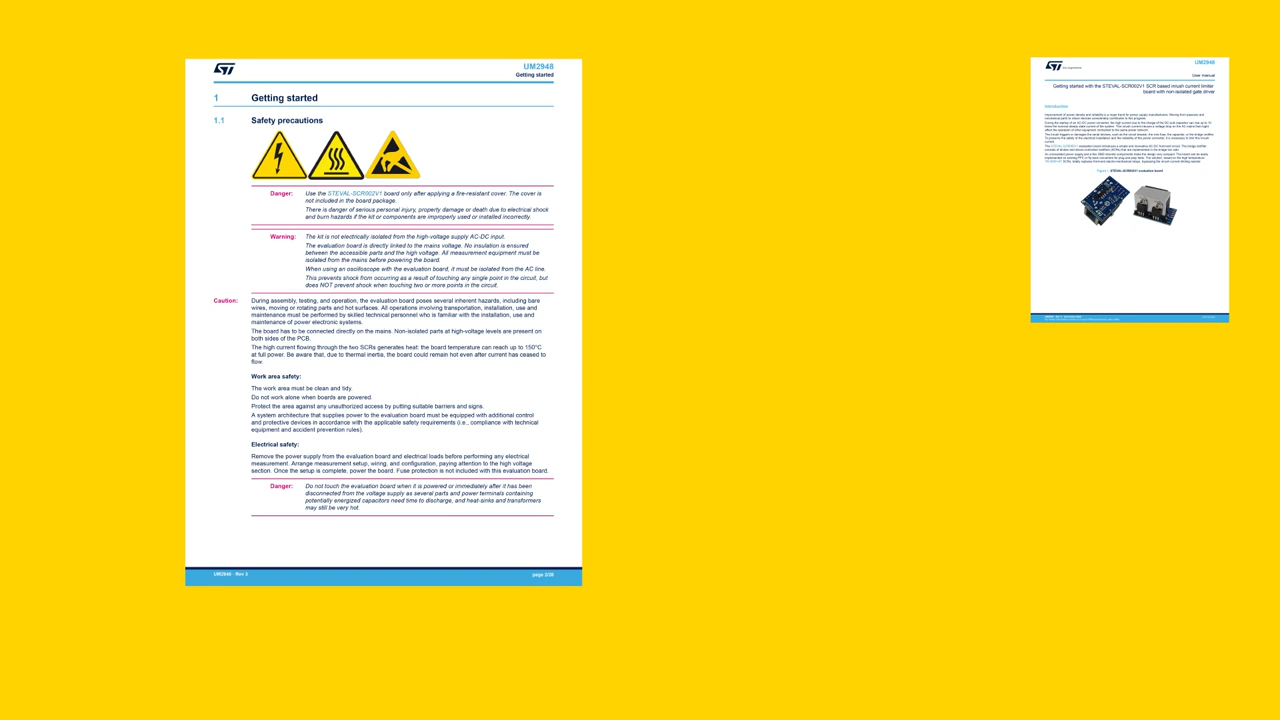 UM2948
Getting started
1 Getting started
1.1 Safety precautions
Danger: Use the STEVAL-SCR002V1 board only after applying a fire-resistant cover. The cover is
not included in the board package.
There is danger of serious personal injury, property damage or death due to electrical shock
and burn hazards if the kit or components are improperly used or installed incorrectly.
Warning: The kit is not electrically isolated from the high-voltage supply AC-DC input.
The evaluation board is directly linked to the mains voltage. No insulation is ensured
between the accessible parts and the high voltage. All measurement equipment must be
isolated from the mains before powering the board.
When using an oscilloscope with the evaluation board, it must be isolated from the AC line.
This prevents shock from occurring as a result of touching any single point in the circuit, but
does NOT prevent shock when touching two or more points in the circuit.
Caution: During assembly, testing, and operation, the evaluation board poses several inherent hazards, including bare
wires, moving or rotating parts and hot surfaces. All operations involving transportation, installation, use and
maintenance must be performed by skilled technical personnel who is familiar with the installation, use and
maintenance of power electronic systems.
The board has to be connected directly on the mains. Non-isolated parts at high-voltage levels are present on
both sides of the PCB.
The high current flowing through the two SCRs generates heat: the board temperature can reach up to 150°C
at full power. Be aware that, due to thermal inertia, the board could remain hot even after current has ceased to
flow.
Work area safety:
The work area must be clean and tidy.
Do not work alone when boards are powered.
Protect the area against any unauthorized access by putting suitable barriers and signs.
A system architecture that supplies power to the evaluation board must be equipped with additional control
and protective devices in accordance with the applicable safety requirements (i.e., compliance with technical
equipment and accident prevention rules).
Electrical safety:
Remove the power supply from the evaluation board and electrical loads before performing any electrical
measurement. Arrange measurement setup, wiring, and configuration, paying attention to the high voltage
section. Once the setup is complete, power the board. Fuse protection is not included with this evaluation board.
Danger: Do not touch the evaluation board when it is powered or immediately after it has been
disconnected from the voltage supply as several parts and power terminals containing
potentially energized capacitors need time to discharge, and heat-sinks and transformers
may still be very hot.
UM2948 - Rev 2 page 2/28
UM2948
User manual
Getting started with the STEVAL-SCR002V1 SCR based inrush current limiter
board with non-isolated gate driver
Introduction
Figure 1. STEVAL-SCR002V1 evaluation board